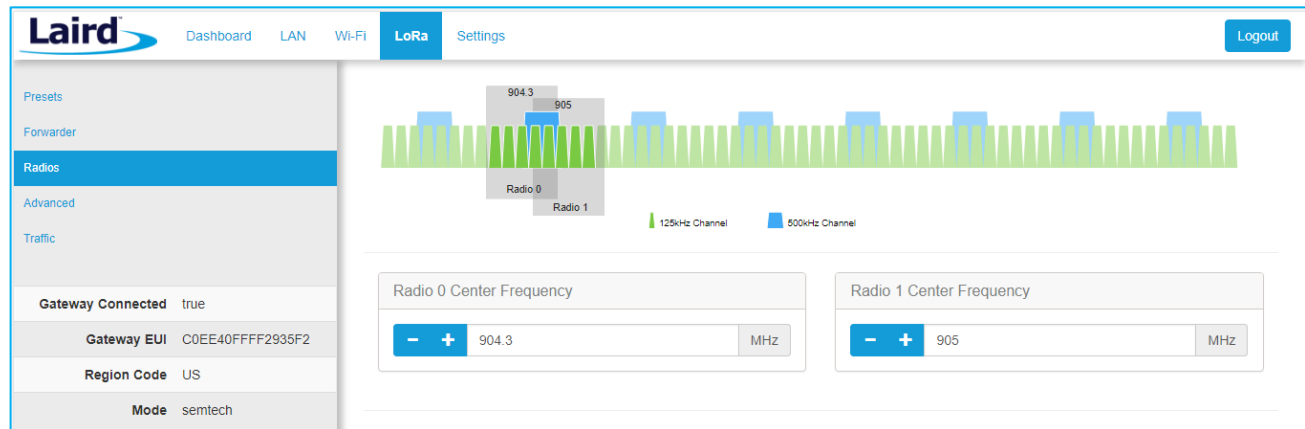 Laird™ Dashboard LAN Wi-Fi LoRa Settings Logout
Presets
Forwarder
Radios
Advanced
Traffic
Gateway Connected true
Gateway EUI C0EE40FFFF2935F2
Region Code US
Mode semtech
904.3
905
Radio 0
Radio 1
125kHz Channel 500kHz Channel
Radio 0 Center Frequency
− + 904.3 MHz
Radio 1 Center Frequency
− + 905 MHz